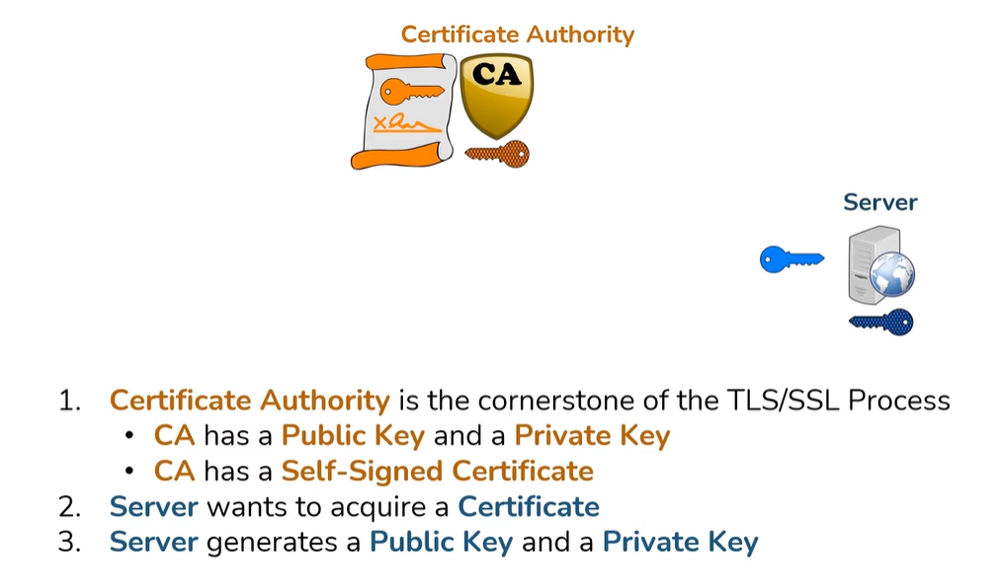 Certificate Authority
CA
Server
1. Certificate Authority is the cornerstone of the TLS/SSL Process
• CA has a Public Key and a Private Key
• CA has a Self-Signed Certificate
2. Server wants to acquire a Certificate
3. Server generates a Public Key and a Private Key